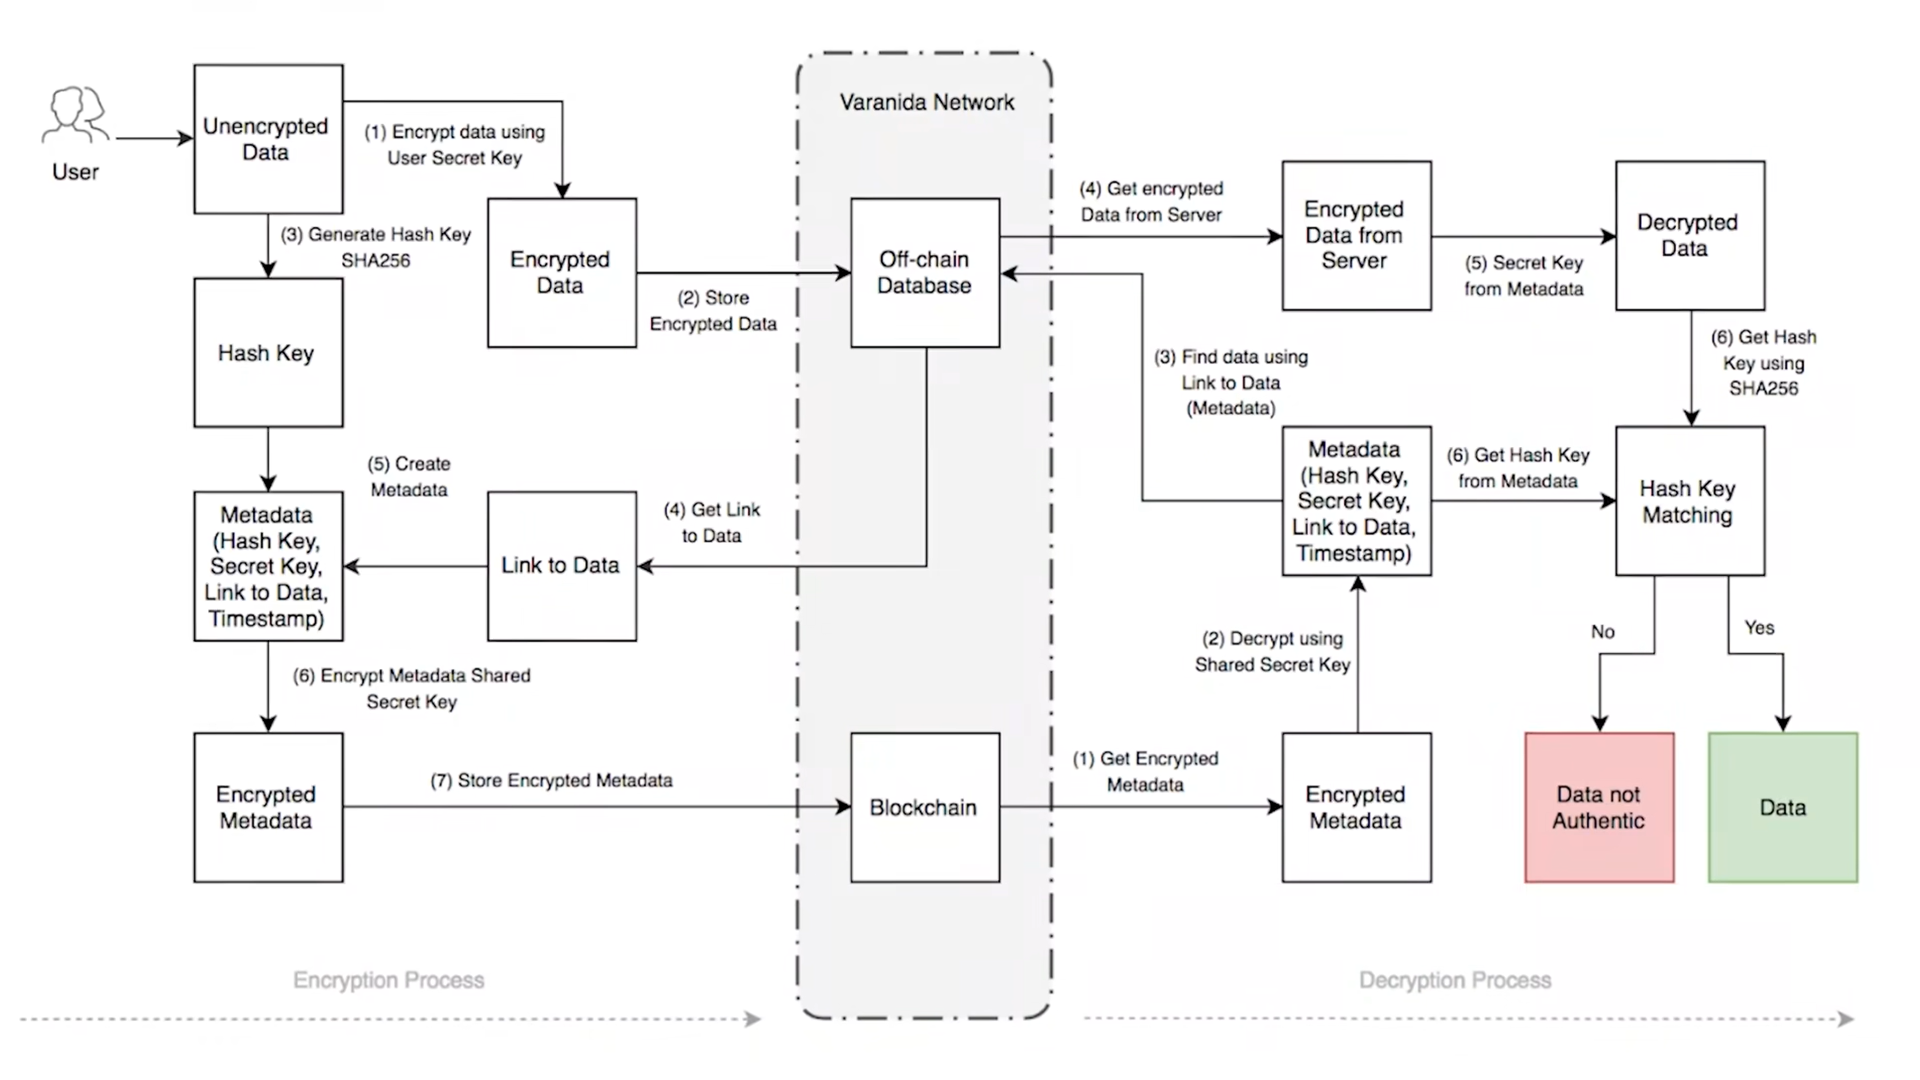 User
Unencrypted
Data
(1) Encrypt data using
User Secret Key
(3) Generate Hash Key
SHA256
Encrypted
Data
(2) Store
Encrypted Data
Hash Key
(5) Create
Metadata
Metadata
(Hash Key,
Secret Key,
Link to Data,
Timestamp)
Link to Data
(4) Get Link
to Data
(6) Encrypt Metadata Shared
Secret Key
Encrypted
Metadata
(7) Store Encrypted Metadata
Encryption Process
Varanida Network
Off-chain
Database
Blockchain
(1) Get Encrypted
Metadata
Encrypted
Metadata
(2) Decrypt using
Shared Secret Key
Metadata
(Hash Key,
Secret Key,
Link to Data,
Timestamp)
(3) Find data using
Link to Data
(Metadata)
(4) Get encrypted
Data from Server
Encrypted
Data from
Server
(5) Secret Key
from Metadata
Decrypted
Data
(6) Get Hash
Key using
SHA256
(6) Get Hash Key
from Metadata
Hash Key
Matching
No
Yes
Data not
Authentic
Data
Decryption Process